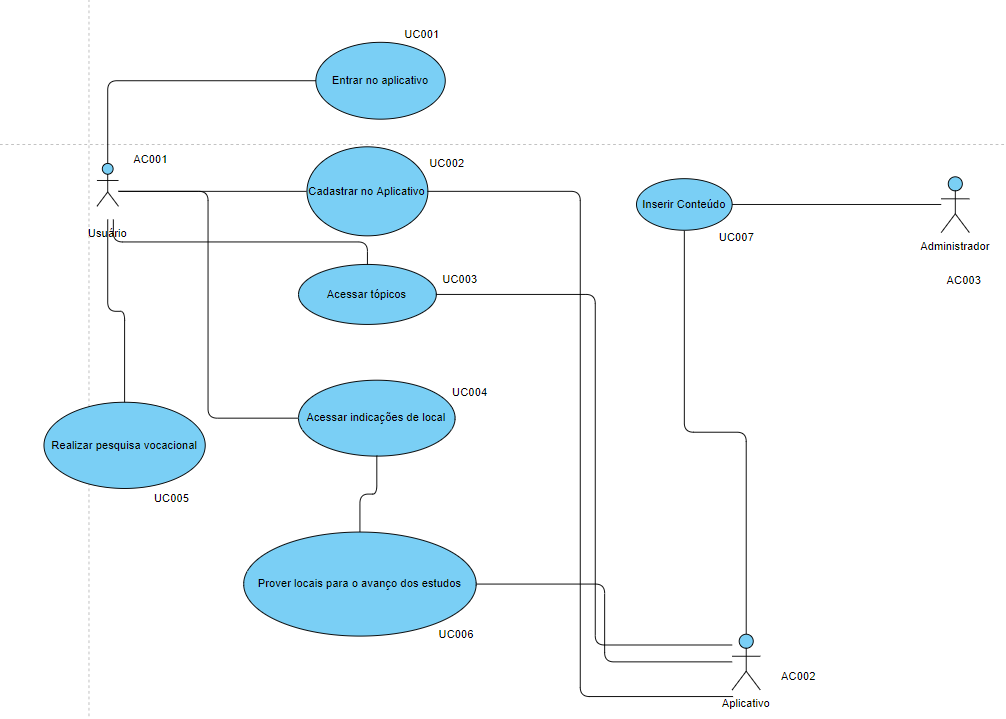 UC001
Entrar no aplicativo
AC001
UC002
Cadastrar no Aplicativo
Inserir Conteúdo
Usuário
UC007
Administrador
UC003
AC003
Acessar tópicos
UC004
Acessar indicações de local
Realizar pesquisa vocacional
UC005
Prover locais para o avanço dos estudos
UC006
AC002
Aplicativo